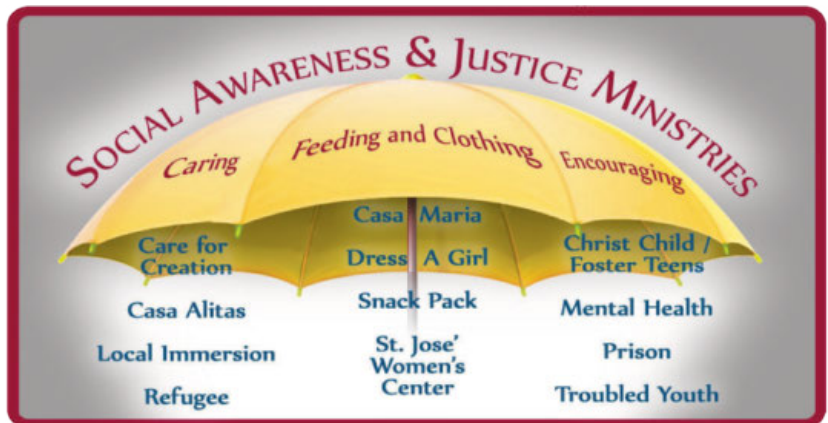 SOCIAL AWARENESS & JUSTICE MINISTRIES
Caring
Feeding and Clothing
Encouraging
Care for
Creation
Casa Alitas
Local Immersion
Refugee
Casa Maria
Dress A Girl
Snack Pack
St. Jose'
Women's
Center
Christ Child /
Foster Teens
Mental Health
Prison
Troubled Youth